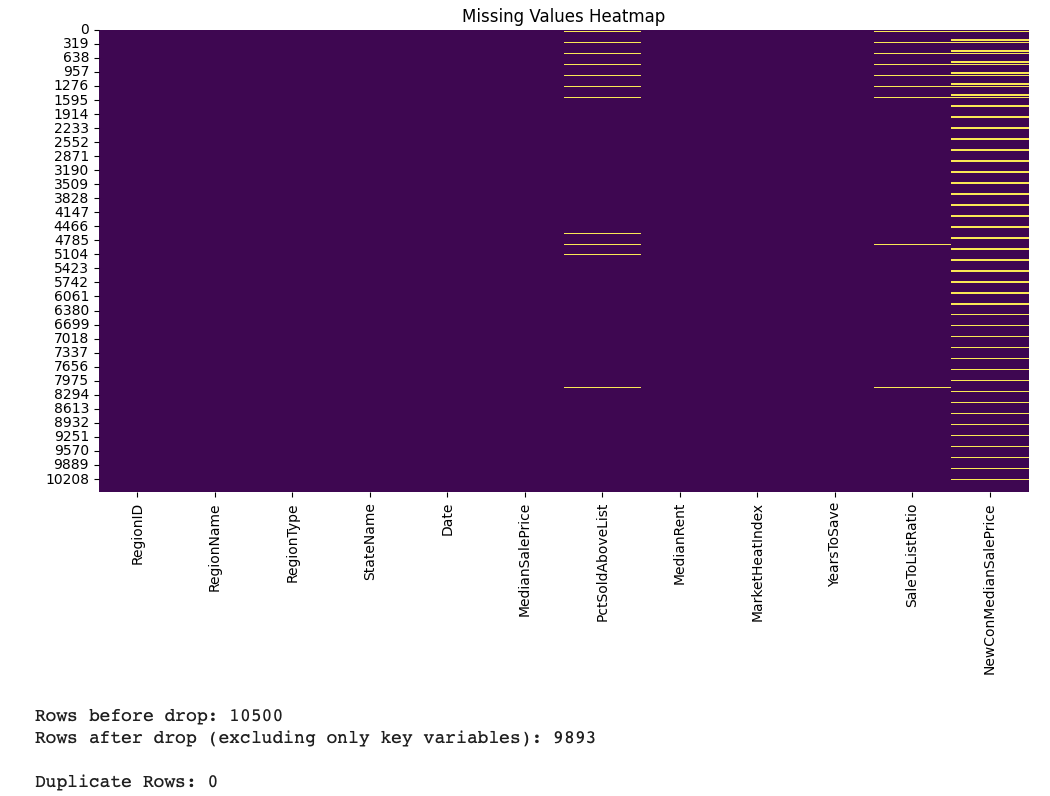 Missing Values Heatmap
0
319
638
957
1276
1595
1914
2233
2552
2871
3190
3509
3828
4147
4466
4785
5104
5423
5742
6061
6380
6699
7018
7337
7656
7975
8294
8613
8932
9251
9570
9889
10208
RegionID
RegionName
RegionType
StateName
Date
MedianSalePrice
PctSoldAboveList
MedianRent
MarketHeatIndex
YearsToSave
SaleToListRatio
NewConMedianSalePrice
Rows before drop: 10500
Rows after drop (excluding only key variables): 9893
Duplicate Rows: 0